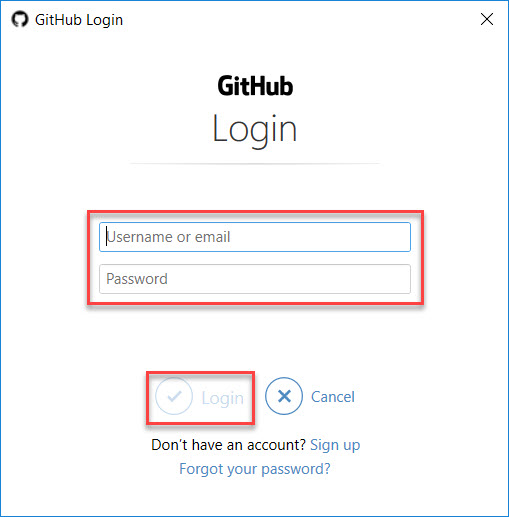 GitHub Login
GitHub
Login
Username or email
Password
Login Cancel
Don't have an account? Sign up
Forgot your password?